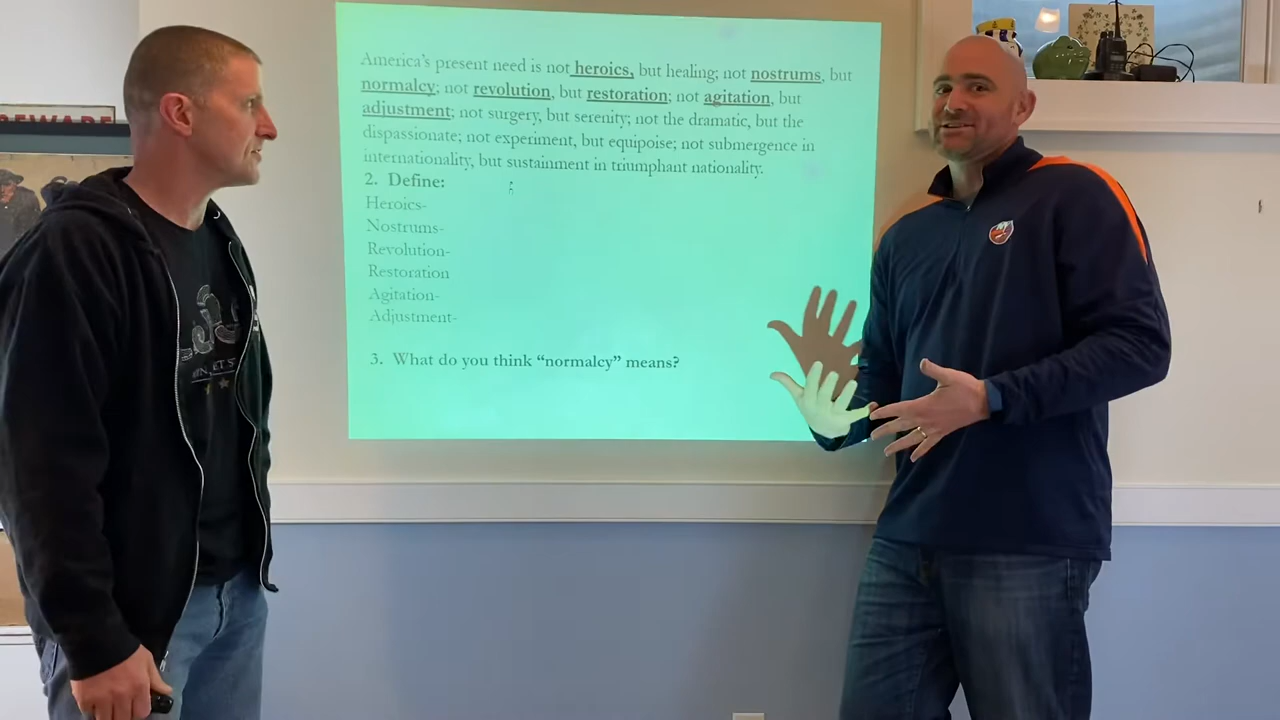 America's present need is not heroics, but healing; not nostrums, but
normalcy; not revolution, but restoration; not agitation, but
adjustment; not surgery, but serenity; not the dramatic, but the
dispassionate; not experiment, but equipoise; not submergence in
internationality, but sustainment in triumphant nationality.
2. Define:
Heroics-
Nostrums-
Revolution-
Restoration
Agitation-
Adjustment-
3. What do you think “normalcy” means?